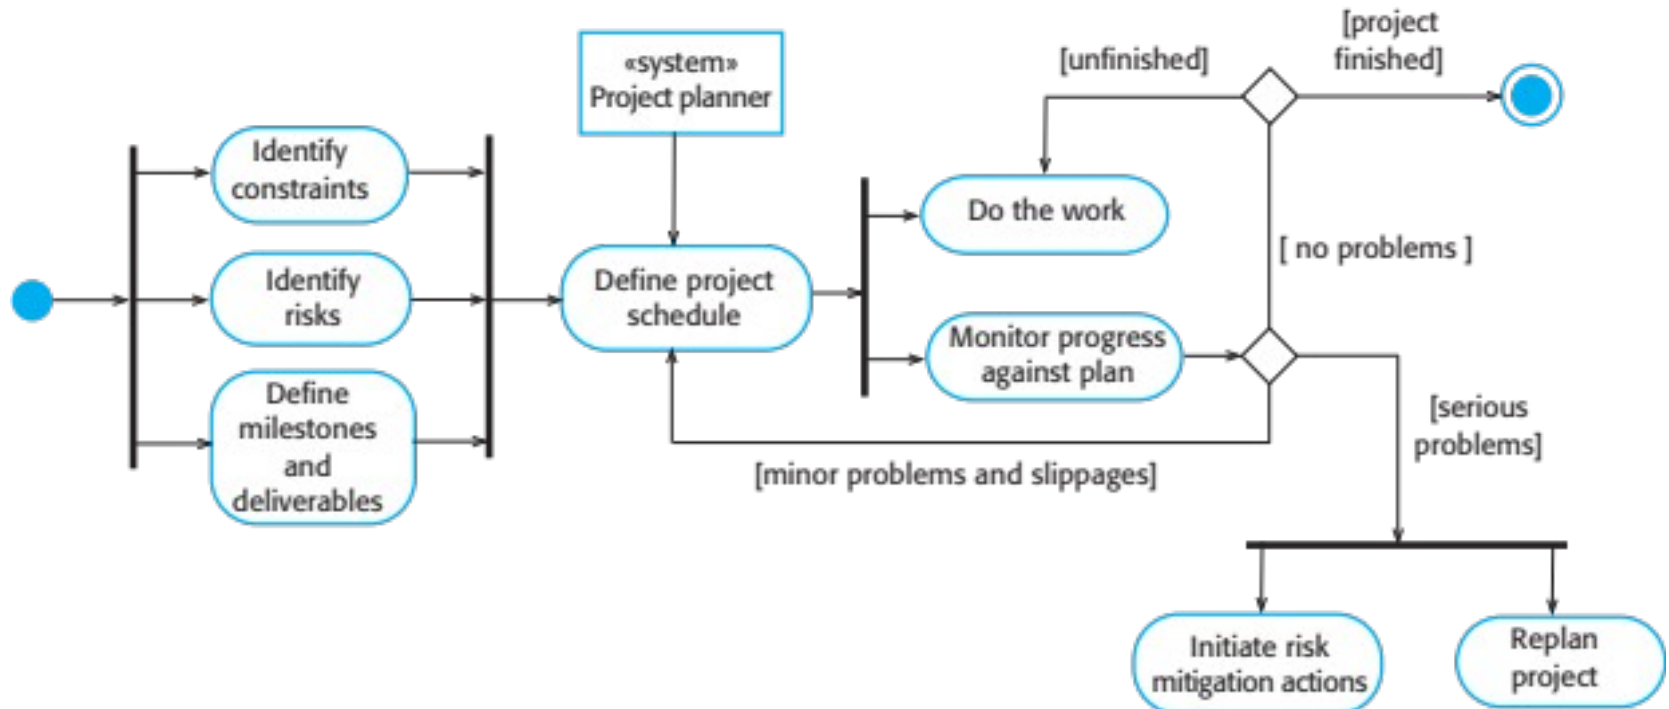 «system»
Project planner
[unfinished]
[project
finished]
Identify
constraints
Identify
risks
Define
milestones
and
deliverables
Define project
schedule
Do the work
[ no problems ]
Monitor progress
against plan
[minor problems and slippages]
[serious
problems]
Initiate risk
mitigation actions
Replan
project